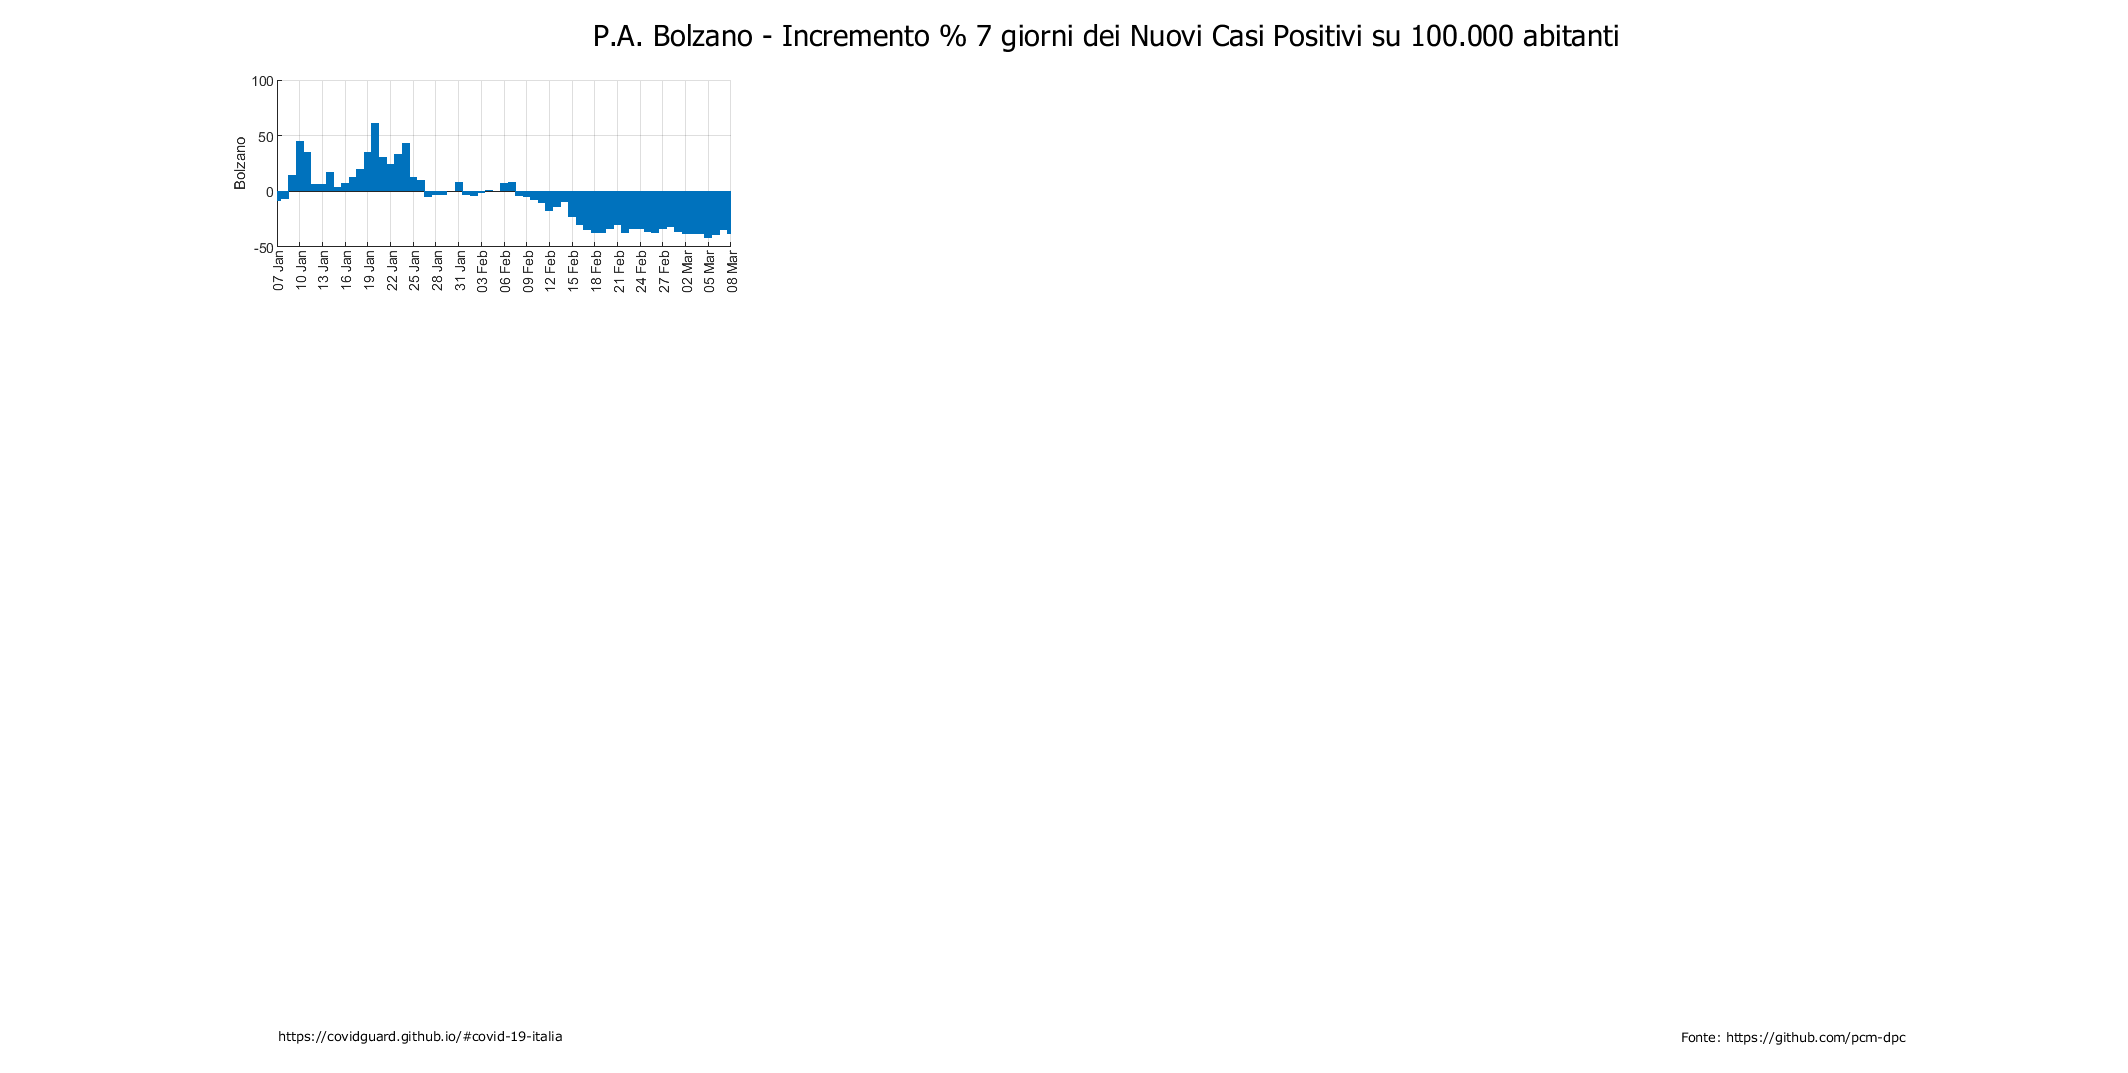 P.A. Bolzano - Incremento % 7 giorni dei Nuovi Casi Positivi su 100.000 abitanti
100
50
0
-50
Bolzano
07 Jan
10 Jan
13 Jan
16 Jan
19 Jan
22 Jan
25 Jan
28 Jan
31 Jan
03 Feb
06 Feb
09 Feb
12 Feb
15 Feb
18 Feb
21 Feb
24 Feb
27 Feb
02 Mar
05 Mar
08 Mar
https://covidguard.github.io/#covid-19-italia
Fonte: https://github.com/pcm-dpc